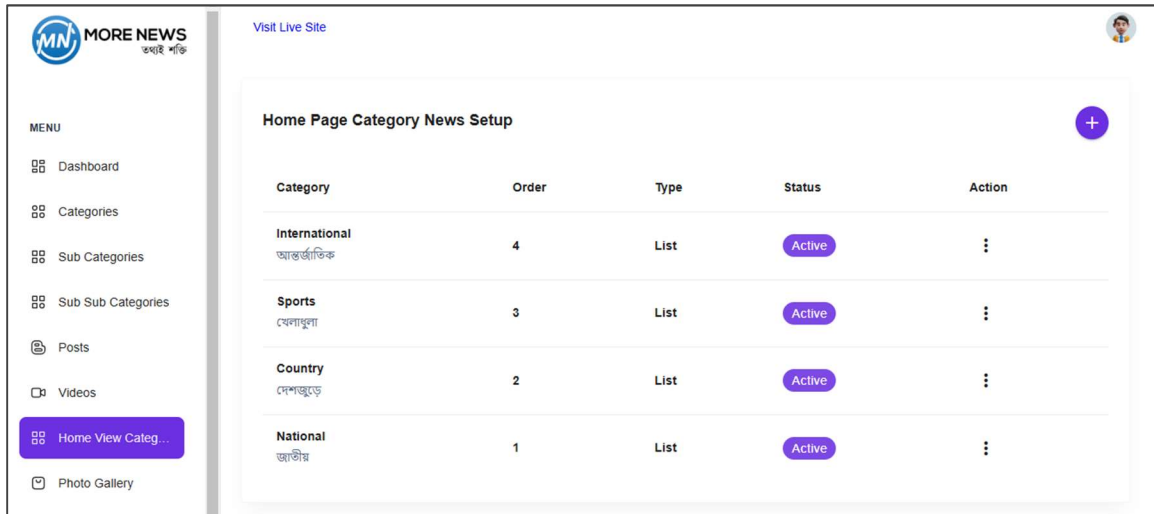 MN MORE NEWS
তথ্যই শক্তি
Visit Live Site
MENU
Dashboard
Categories
Sub Categories
Sub Sub Categories
Posts
Videos
Home View Categ...
Photo Gallery
Home Page Category News Setup
Category Order Type Status Action
International
আন্তর্জাতিক
4 List Active
Sports
খেলাধুলা
3 List Active
Country
দেশজুড়ে
2 List Active
National
জাতীয়
1 List Active